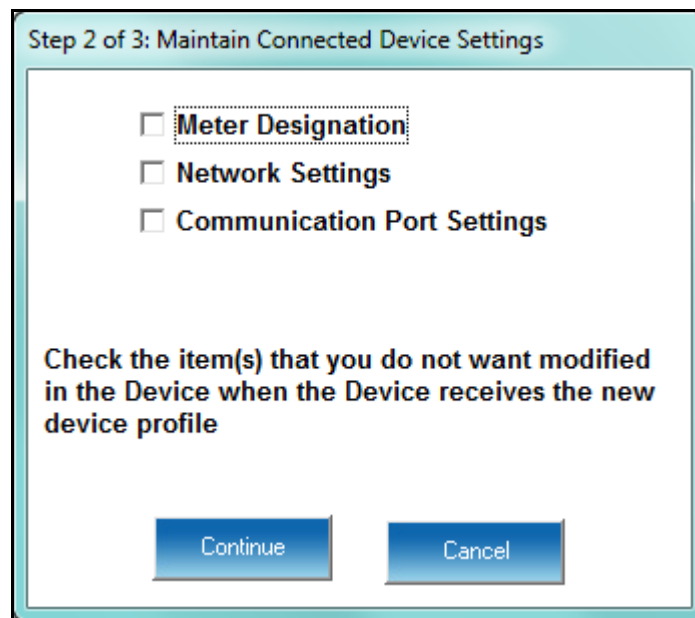 Step 2 of 3: Maintain Connected Device Settings
Meter Designation
Network Settings
Communication Port Settings
Check the item(s) that you do not want modified
in the Device when the Device receives the new
device profile
Continue
Cancel